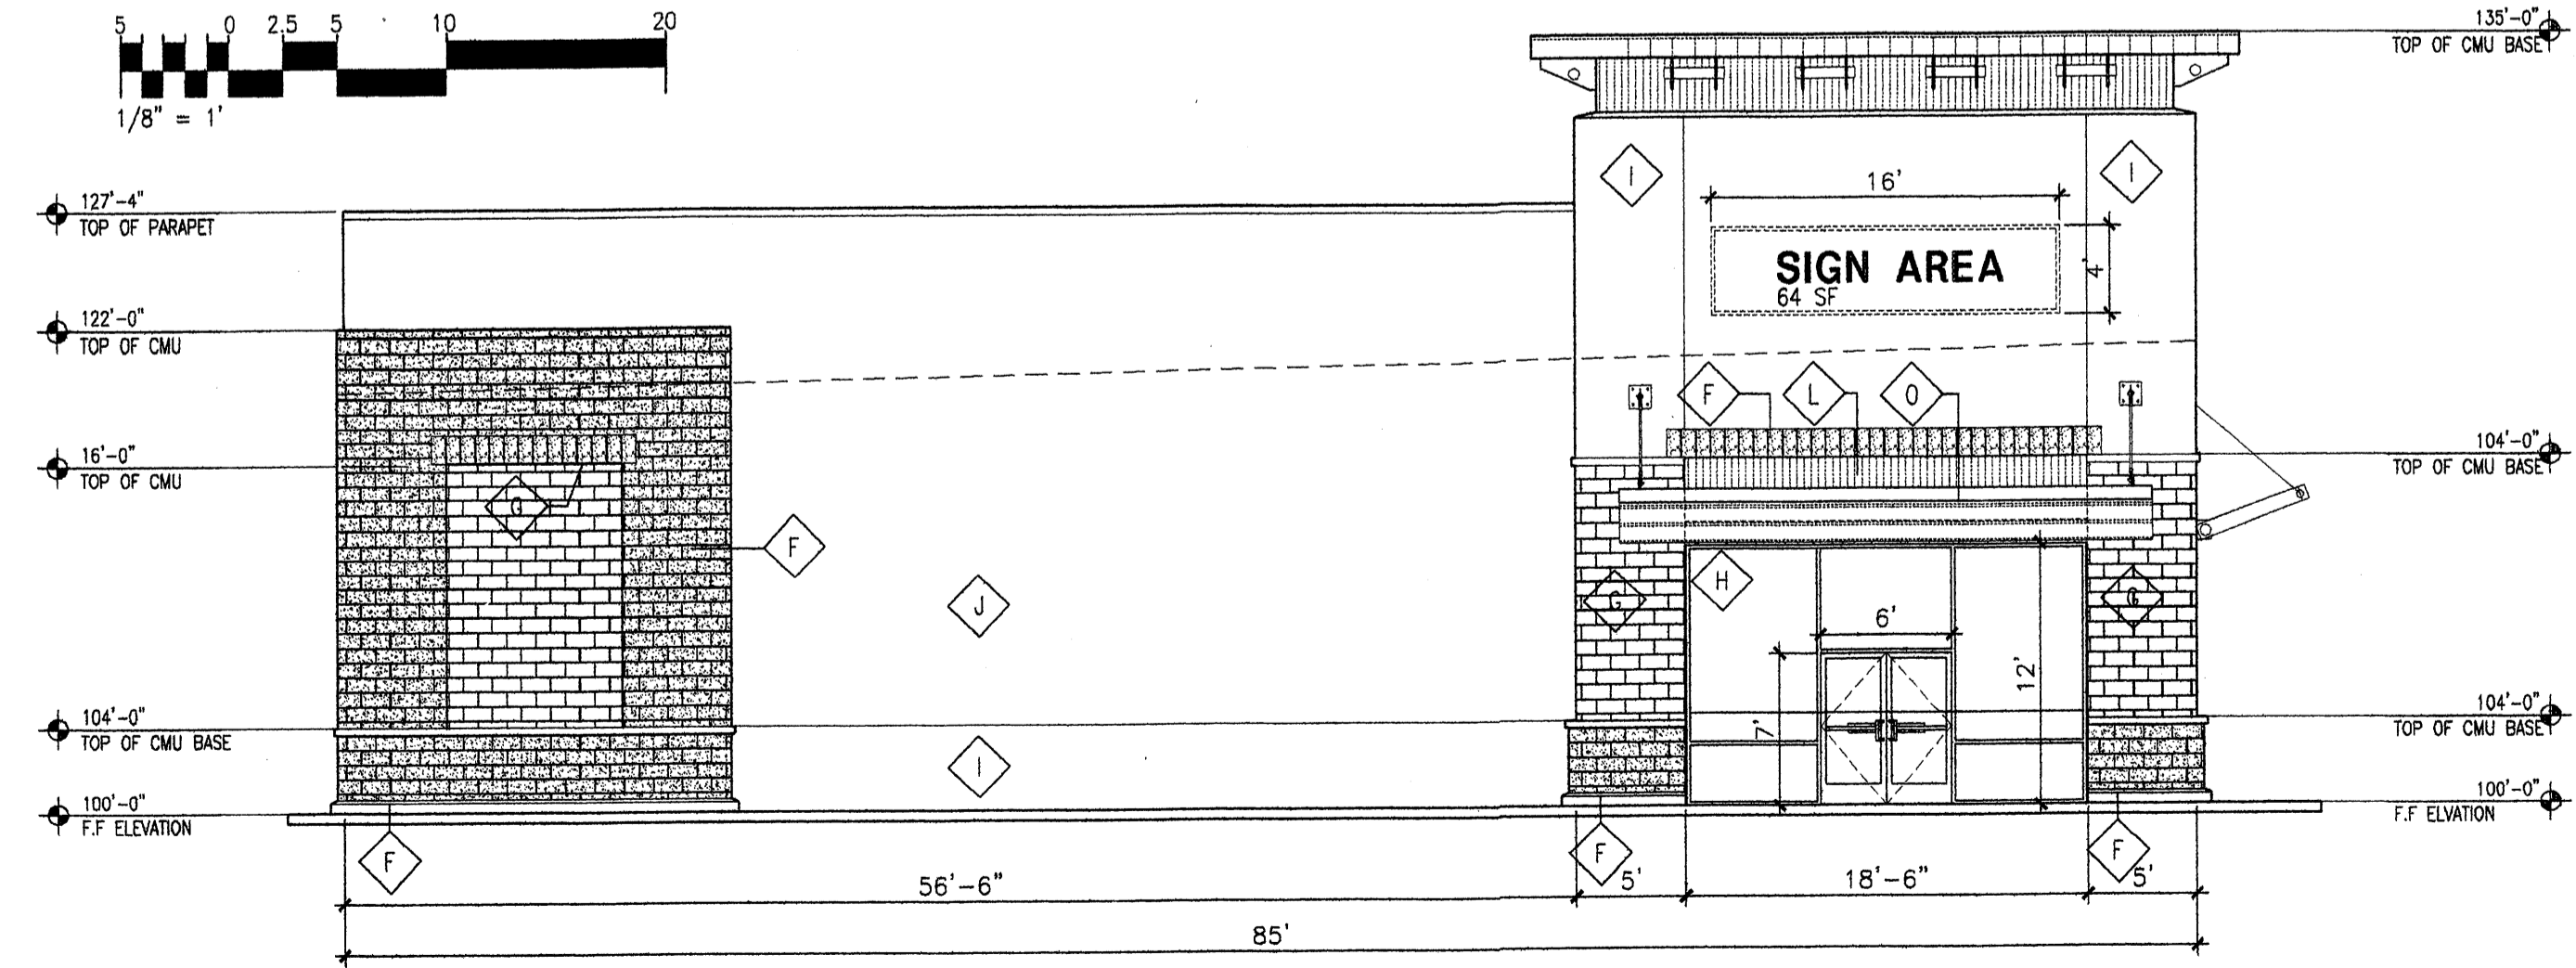 5 0 2.5 5 10 20
1/8" = 1'
135'-0"
TOP OF CMU BASE
127'-4"
TOP OF PARAPET
I
I
16'
SIGN AREA
64 SF
4'
122'-0"
TOP OF CMU
F
L
O
16'-0"
TOP OF CMU
104'-0"
TOP OF CMU BASE
G
F
J
H
G
G
6'
12'
7'
104'-0"
TOP OF CMU BASE
104'-0"
TOP OF CMU BASE
I
100'-0"
F.F ELEVATION
100'-0"
F.F ELVATION
F
F
F
56'-6"
5'
18'-6"
5'
85'